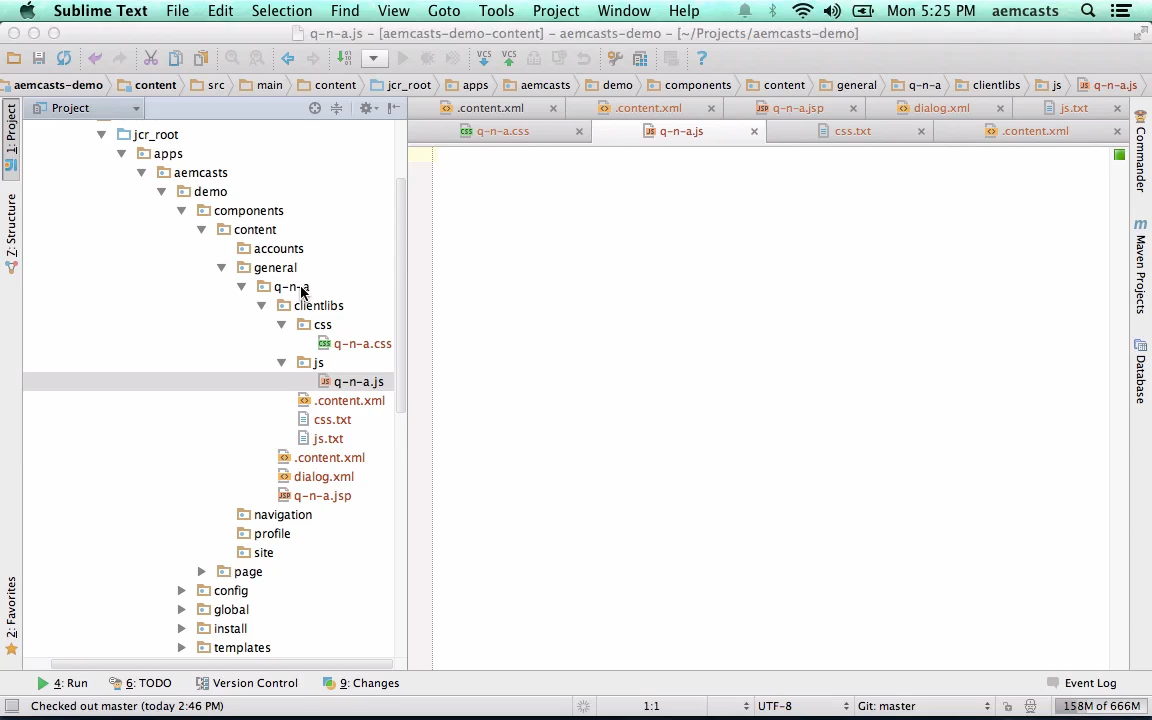 Sublime Text File Edit Selection Find View Goto Tools Project Window Help Mon 5:25 PM aemcasts
q-n-a.js - [aemcasts-demo-content] - aemcasts-demo - [~/Projects/aemcasts-demo]
VCS VCS ?
aemcasts-demo content src main content jcr_root apps aemcasts demo components content general q-n-a clientlibs js q-n-a.js
1: Project
Z: Structure
2: Favorites
Project
jcr_root
apps
aemcasts
demo
components
content
accounts
general
q-n-a
clientlibs
css
q-n-a.css
js
q-n-a.js
.content.xml
css.txt
js.txt
.content.xml
dialog.xml
q-n-a.jsp
navigation
profile
site
page
config
global
install
templates
.content.xml .content.xml q-n-a.jsp dialog.xml js.txt
q-n-a.css q-n-a.js css.txt .content.xml
Commander
Maven Projects
Database
4: Run 6: TODO Version Control 9: Changes Event Log
Checked out master (today 2:46 PM) 1:1 UTF-8 Git: master 158M of 666M